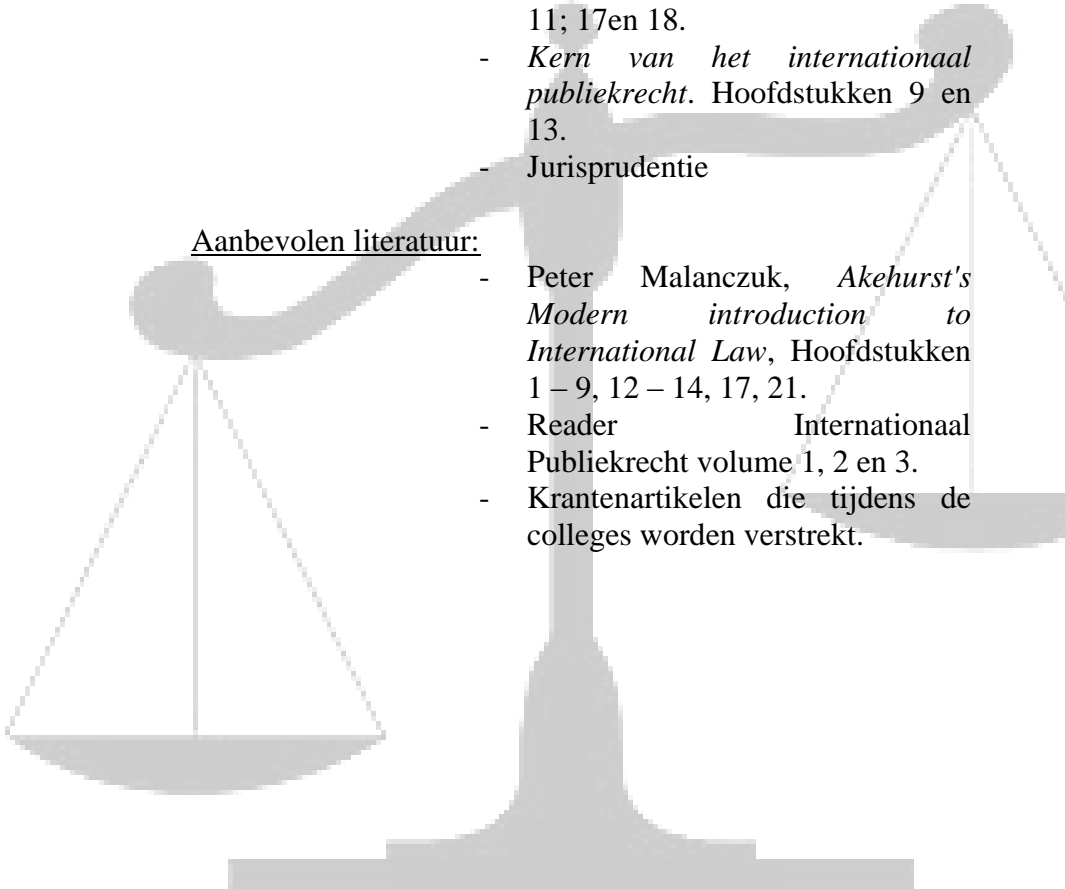 11; 17en 18.
- Kern van het internationaal
publiekrecht. Hoofdstukken 9 en
13.
- Jurisprudentie
Aanbevolen literatuur:
- Peter Malanczuk, Akehurst's
Modern introduction to
International Law, Hoofdstukken
1 – 9, 12 – 14, 17, 21.
- Reader Internationaal
Publiekrecht volume 1, 2 en 3.
- Krantenartikelen die tijdens de
colleges worden verstrekt.